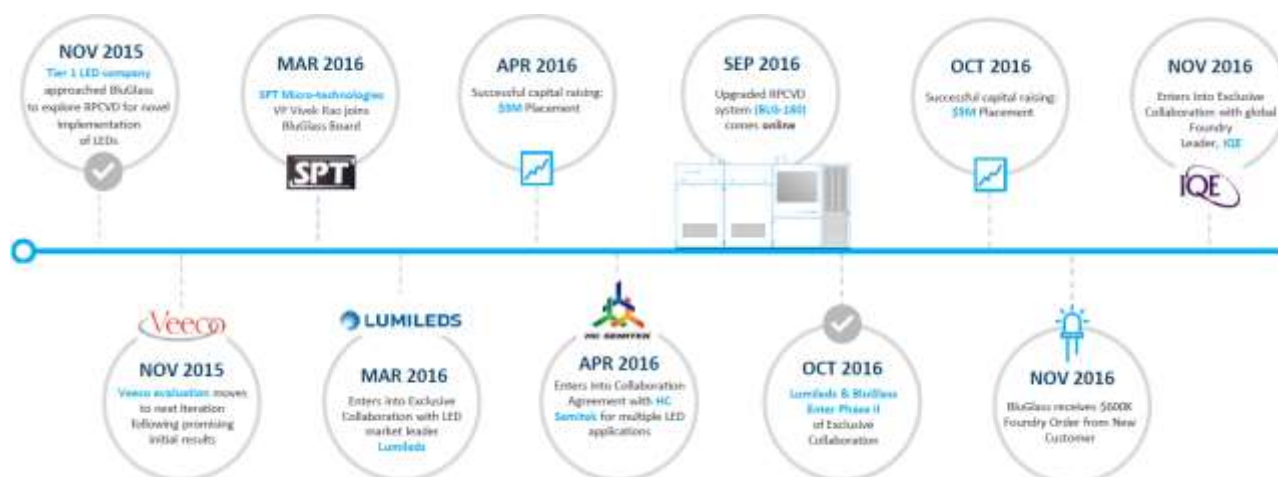 NOV 2015
Tier 1 LED company
approached BluGlass
to explore RPCVD for novel
implementation
of LEDs
MAR 2016
SPT Micro-technologies
VP Vivek Rao joins
BluGlass Board
SPT
APR 2016
Successful capital raising:
Placement
SEP 2016
Upgraded RPCVD
system (BLG-180)
comes online
OCT 2016
Successful capital raising:
Placement
NOV 2016
Enters Into Exclusive
Collaboration with global
Foundry
Leader, IQE
IQE
Veeco
NOV 2015
Veeco evaluation moves
to next iteration
following promising
initial results
LUMILEDS
MAR 2016
Enters into Exclusive
Collaboration with LED
market leader
Lumileds
HC SEMITEK
APR 2016
Enters Into Collaboration
Agreement with HC
Semitek for multiple LED
applications
OCT 2016
Lumileds & BluGlass
Enter Phase II
of Exclusive
Collaboration
NOV 2016
BluGlass receives $600K
Foundry Order from New
Customer